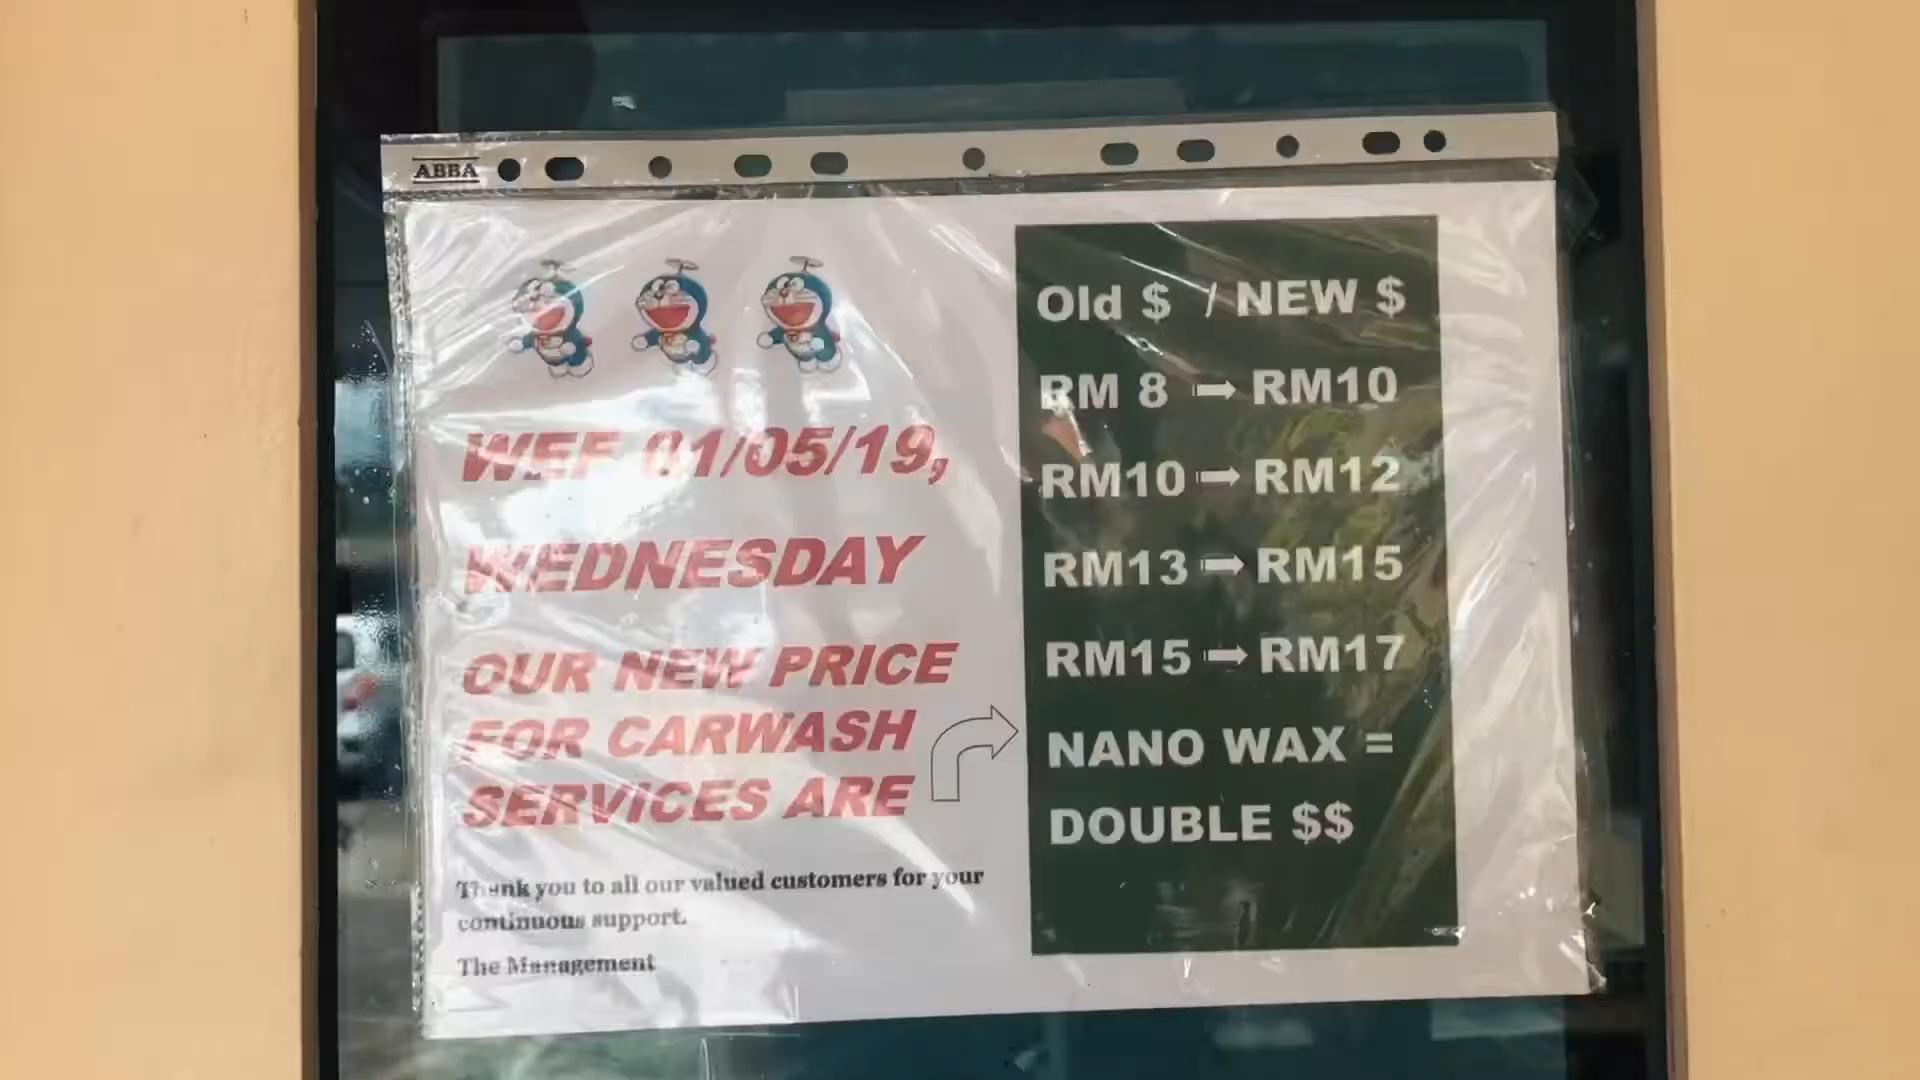 ABBA
WEF 01/05/19,
WEDNESDAY
OUR NEW PRICE
FOR CARWASH
SERVICES ARE
Thank you to all our valued customers for your
continuous support.
The Management
Old $ / NEW $
RM 8 ➡ RM10
RM10 ➡ RM12
RM13 ➡ RM15
RM15 ➡ RM17
NANO WAX =
DOUBLE $$